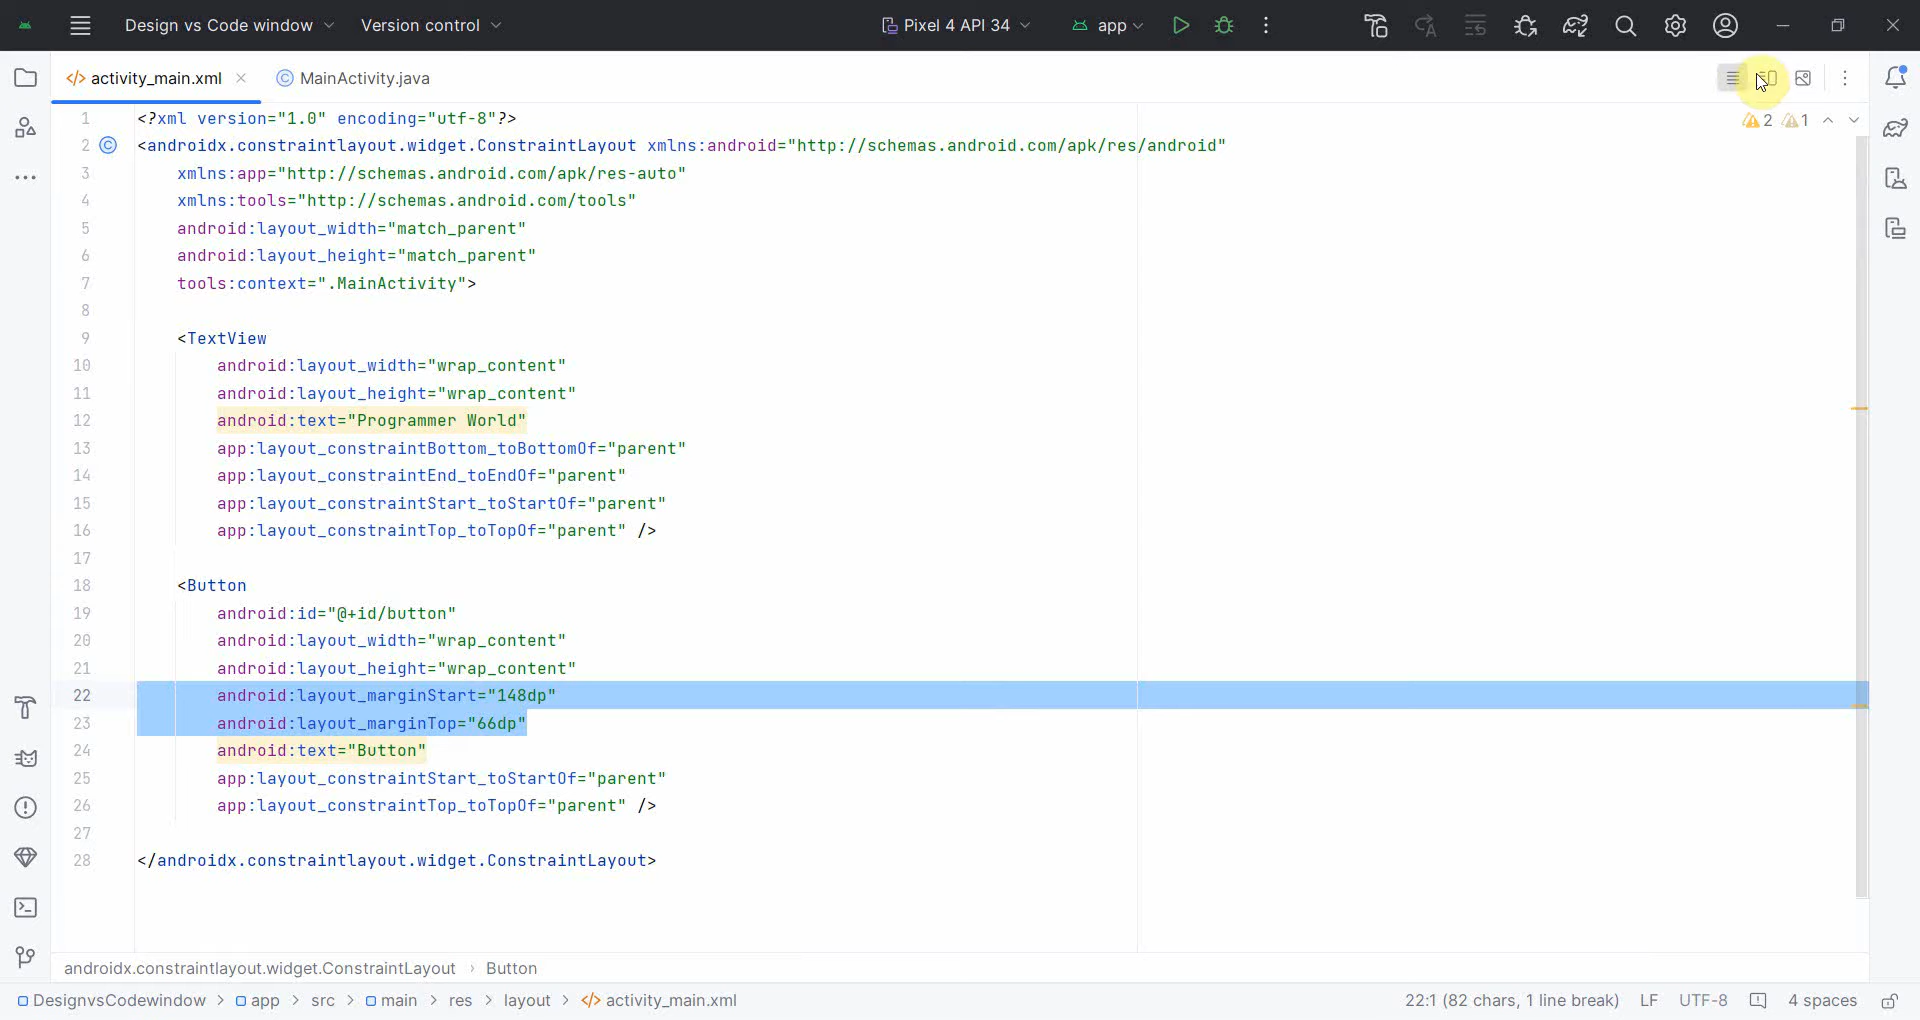 Design vs Code window Version control Pixel 4 API 34 app
activity_main.xml MainActivity.java
2 1
1 <?xml version="1.0" encoding="utf-8"?>
2 <androidx.constraintlayout.widget.ConstraintLayout xmlns:android="http://schemas.android.com/apk/res/android"
3 xmlns:app="http://schemas.android.com/apk/res-auto"
4 xmlns:tools="http://schemas.android.com/tools"
5 android:layout_width="match_parent"
6 android:layout_height="match_parent"
7 tools:context=".MainActivity">
8
9 <TextView
10 android:layout_width="wrap_content"
11 android:layout_height="wrap_content"
12 android:text="Programmer World"
13 app:layout_constraintBottom_toBottomOf="parent"
14 app:layout_constraintEnd_toEndOf="parent"
15 app:layout_constraintStart_toStartOf="parent"
16 app:layout_constraintTop_toTopOf="parent" />
17
18 <Button
19 android:id="@+id/button"
20 android:layout_width="wrap_content"
21 android:layout_height="wrap_content"
22 android:layout_marginStart="148dp"
23 android:layout_marginTop="66dp"
24 android:text="Button"
25 app:layout_constraintStart_toStartOf="parent"
26 app:layout_constraintTop_toTopOf="parent" />
27
28 </androidx.constraintlayout.widget.ConstraintLayout>
androidx.constraintlayout.widget.ConstraintLayout › Button
DesignvsCodewindow > app > src > main > res > layout > </> activity_main.xml 22:1 (82 chars, 1 line break) LF UTF-8 4 spaces